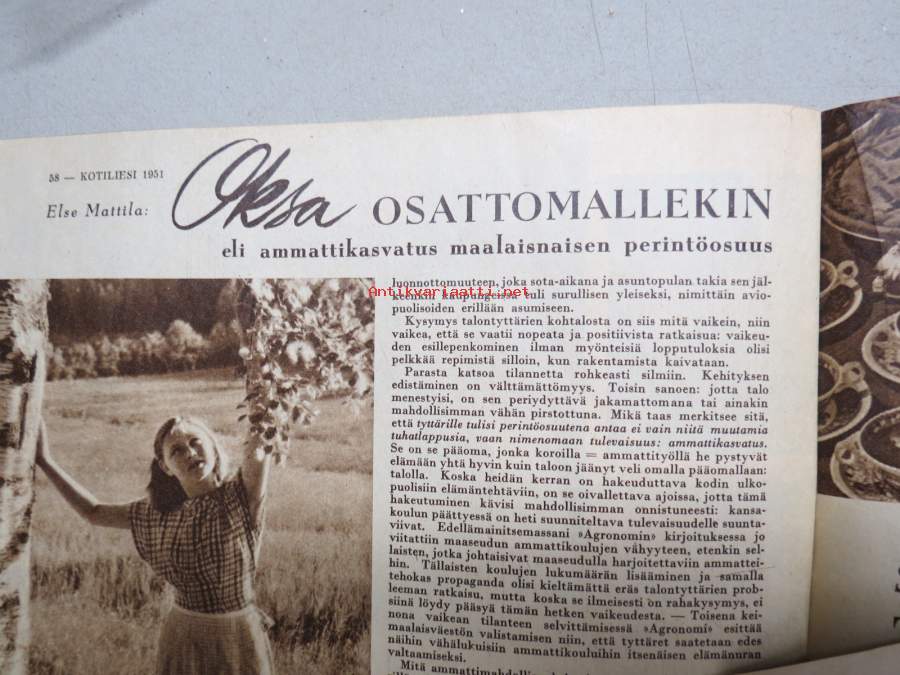 58 — KOTILIESI 1951
Else Mattila:
Oksa OSATTOMALLEKIN
eli ammattikasvatus maalaisnaisen perintöosuus
luonnottomuuteen, joka sota-aikana ja asuntopulan takia sen jäl-
keenkin kaupungeissa tuli surullisen yleiseksi, nimittäin avio-
puolisoiden erillään asumiseen.
Antikvariaatti.net
Kysymys talontyttärien kohtalosta on siis mitä vaikein, niin
vaikea, että se vaatii nopeata ja positiivista ratkaisua: vaikeu-
den esillepenkominen ilman myönteisiä lopputuloksia olisi
pelkkää repimistä silloin, kun rakentamista kaivataan.
Parasta katsoa tilannetta rohkeasti silmiin. Kehityksen
edistäminen on välttämättömyys. Toisin sanoen: jotta talo
menestyisi, on sen periydyttävä jakamattomana tai ainakin
mahdollisimman vähän pirstottuna. Mikä taas merkitsee sitä,
että tyttärille tulisi perintöosuutena antaa ei vain niitä muutamia
tuhatlappusia, vaan nimenomaan tulevaisuus: ammattikasvatus.
Se on se pääoma, jonka koroilla = ammattityöllä he pystyvät
elämään yhtä hyvin kuin taloon jäänyt veli omalla pääomallaan:
talolla. Koska heidän kerran on hakeuduttava kodin ulko-
puolisiin elämäntehtäviin, on se oivallettava ajoissa, jotta tämä
hakeutuminen kävisi mahdollisimman onnistuneesti: kansa-
koulun päättyessä on heti suunniteltava tulevaisuudelle suunta-
viivat. Edellämainitsemassani »Agronomin» kirjoituksessa jo
viitattiin maaseudun ammattikoulujen vähyyteen, etenkin sel-
laisten, jotka johtaisivat maaseudulla harjoitettaviin ammattei-
hin. Tällaisten koulujen lukumäärän lisääminen ja samalla
tehokas propaganda olisi kieltämättä eräs talontyttärien prob-
leeman ratkaisu, mutta koska se ilmeisesti on rahakysymys, ei
siinä löydy pääsyä tämän hetken vaikeudesta. — Toisena kei-
nona vaikean tilanteen selvittämisessä »Agronomi» esittää
maalaisväestön valistamisen niin, että tyttäret saatetaan edes
näihin vähälukuisiin ammattikouluihin itsenäisen elämänuran
valtaamiseksi.